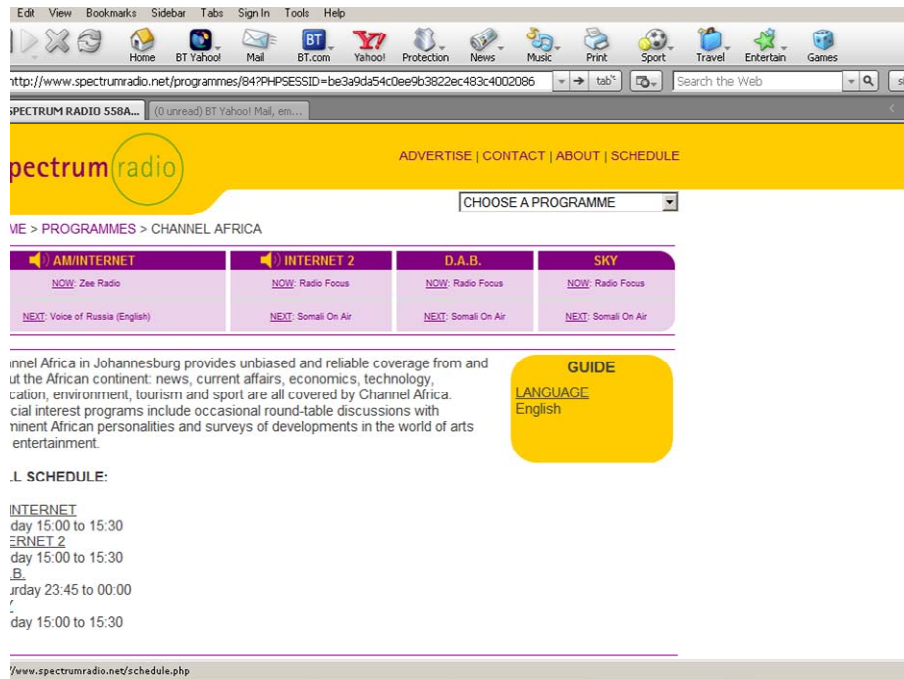 Edit View Bookmarks Sidebar Tabs Sign In Tools Help
Home BT Yahoo! Mail BT.com Yahoo! Protection News Music Print Sport Travel Entertain Games
http://www.spectrumradio.net/programmes/84?PHPSESSID=be3a9da54c0ee9b3822ec483c4002086 tab+ Search the Web
SPECTRUM RADIO 558A... (0 unread) BT Yahoo! Mail, em...
pectrum radio
ADVERTISE | CONTACT | ABOUT | SCHEDULE
CHOOSE A PROGRAMME
ME > PROGRAMMES > CHANNEL AFRICA
AM/INTERNET INTERNET 2 D.A.B. SKY
NOW: Zee Radio NOW: Radio Focus NOW: Radio Focus NOW: Radio Focus
NEXT: Voice of Russia (English) NEXT: Somali On Air NEXT: Somali On Air NEXT: Somali On Air
nnel Africa in Johannesburg provides unbiased and reliable coverage from and
ut the African continent: news, current affairs, economics, technology,
cation, environment, tourism and sport are all covered by Channel Africa.
cial interest programs include occasional round-table discussions with
minent African personalities and surveys of developments in the world of arts
entertainment.
GUIDE
LANGUAGE
English
LL SCHEDULE:
INTERNET
day 15:00 to 15:30
ERNET 2
day 15:00 to 15:30
.B.
urday 23:45 to 00:00
day 15:00 to 15:30
//www.spectrumradio.net/schedule.php